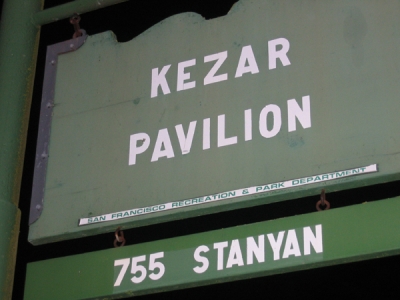 KEZAR
PAVILION
SAN FRANCISCO RECREATION & PARK DEPARTMENT
755 STANYAN